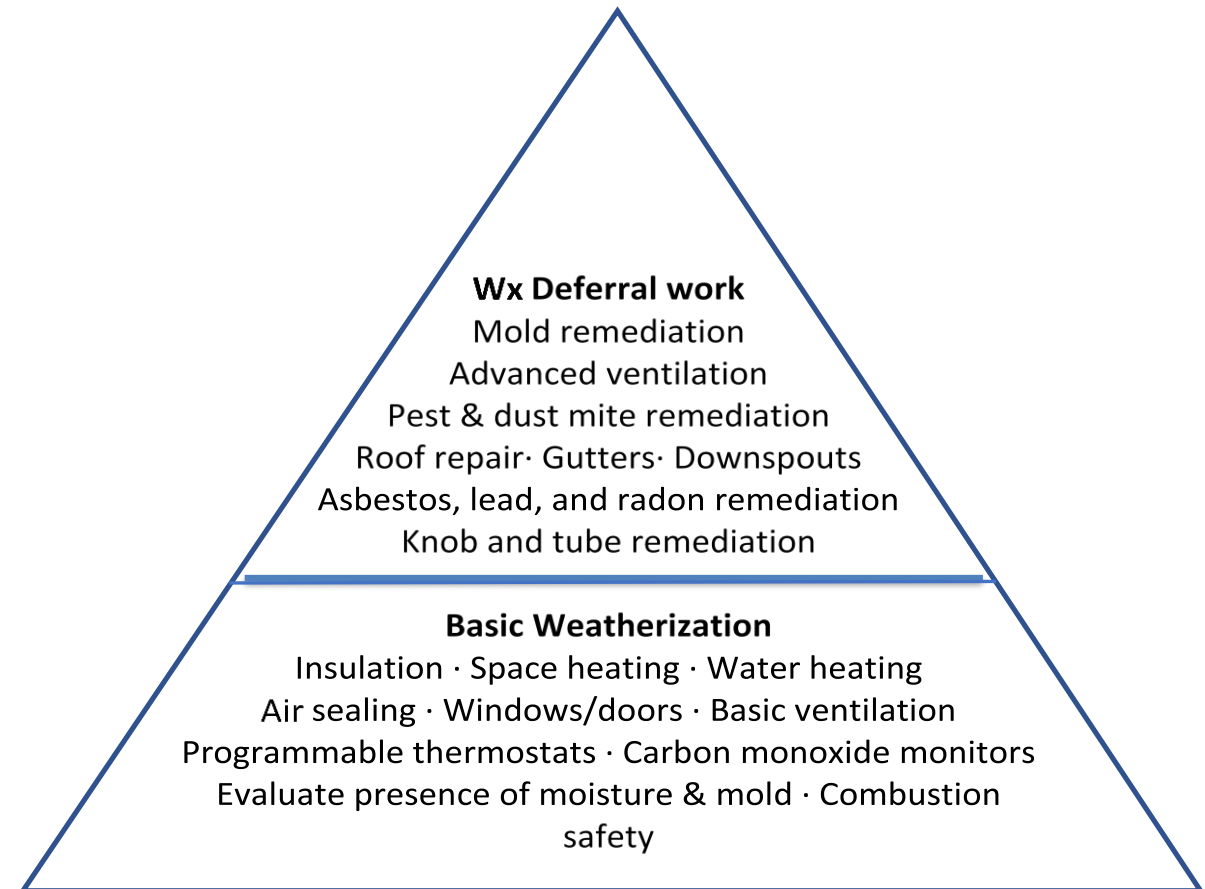 Wx Deferral work
Mold remediation
Advanced ventilation
Pest & dust mite remediation
Roof repair· Gutters· Downspouts
Asbestos, lead, and radon remediation
Knob and tube remediation
Basic Weatherization
Insulation · Space heating · Water heating
Air sealing · Windows/doors · Basic ventilation
Programmable thermostats · Carbon monoxide monitors
Evaluate presence of moisture & mold · Combustion
safety